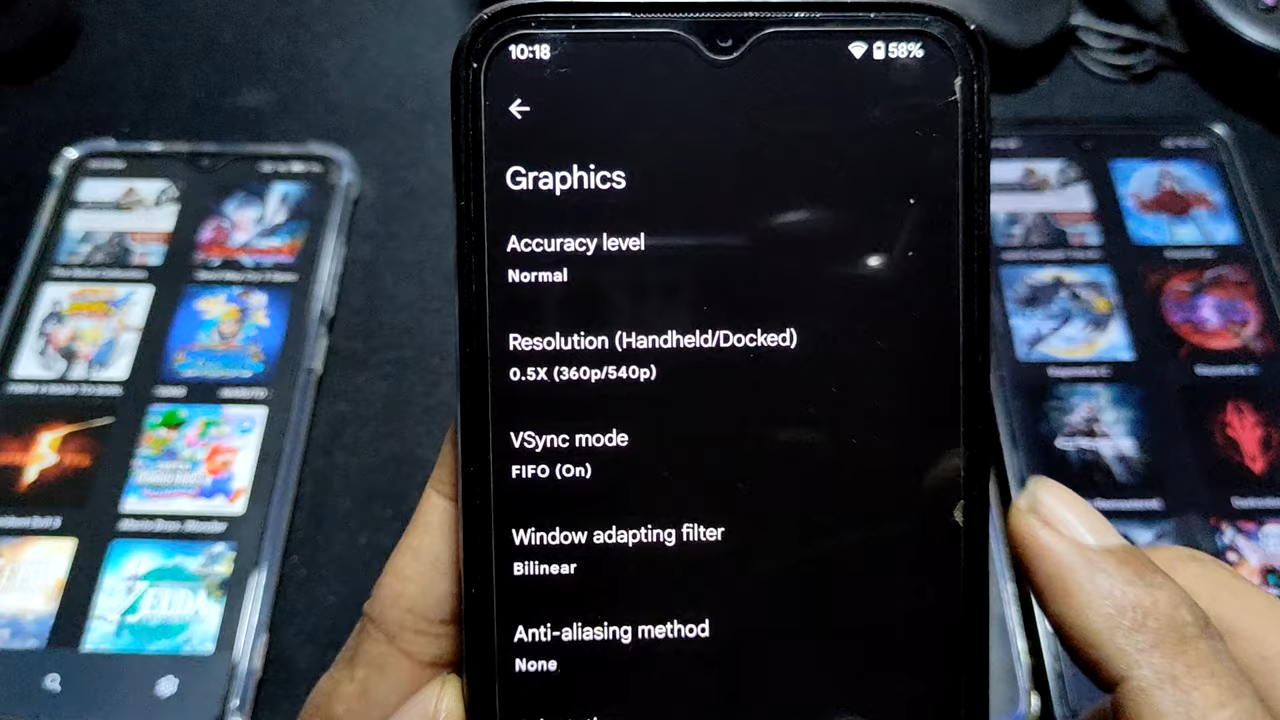 10:18
58%
Graphics
Accuracy level
Normal
Resolution (Handheld/Docked)
0.5X (360p/540p)
VSync mode
FIFO (On)
Window adapting filter
Bilinear
Anti-aliasing method
None
ZELDA